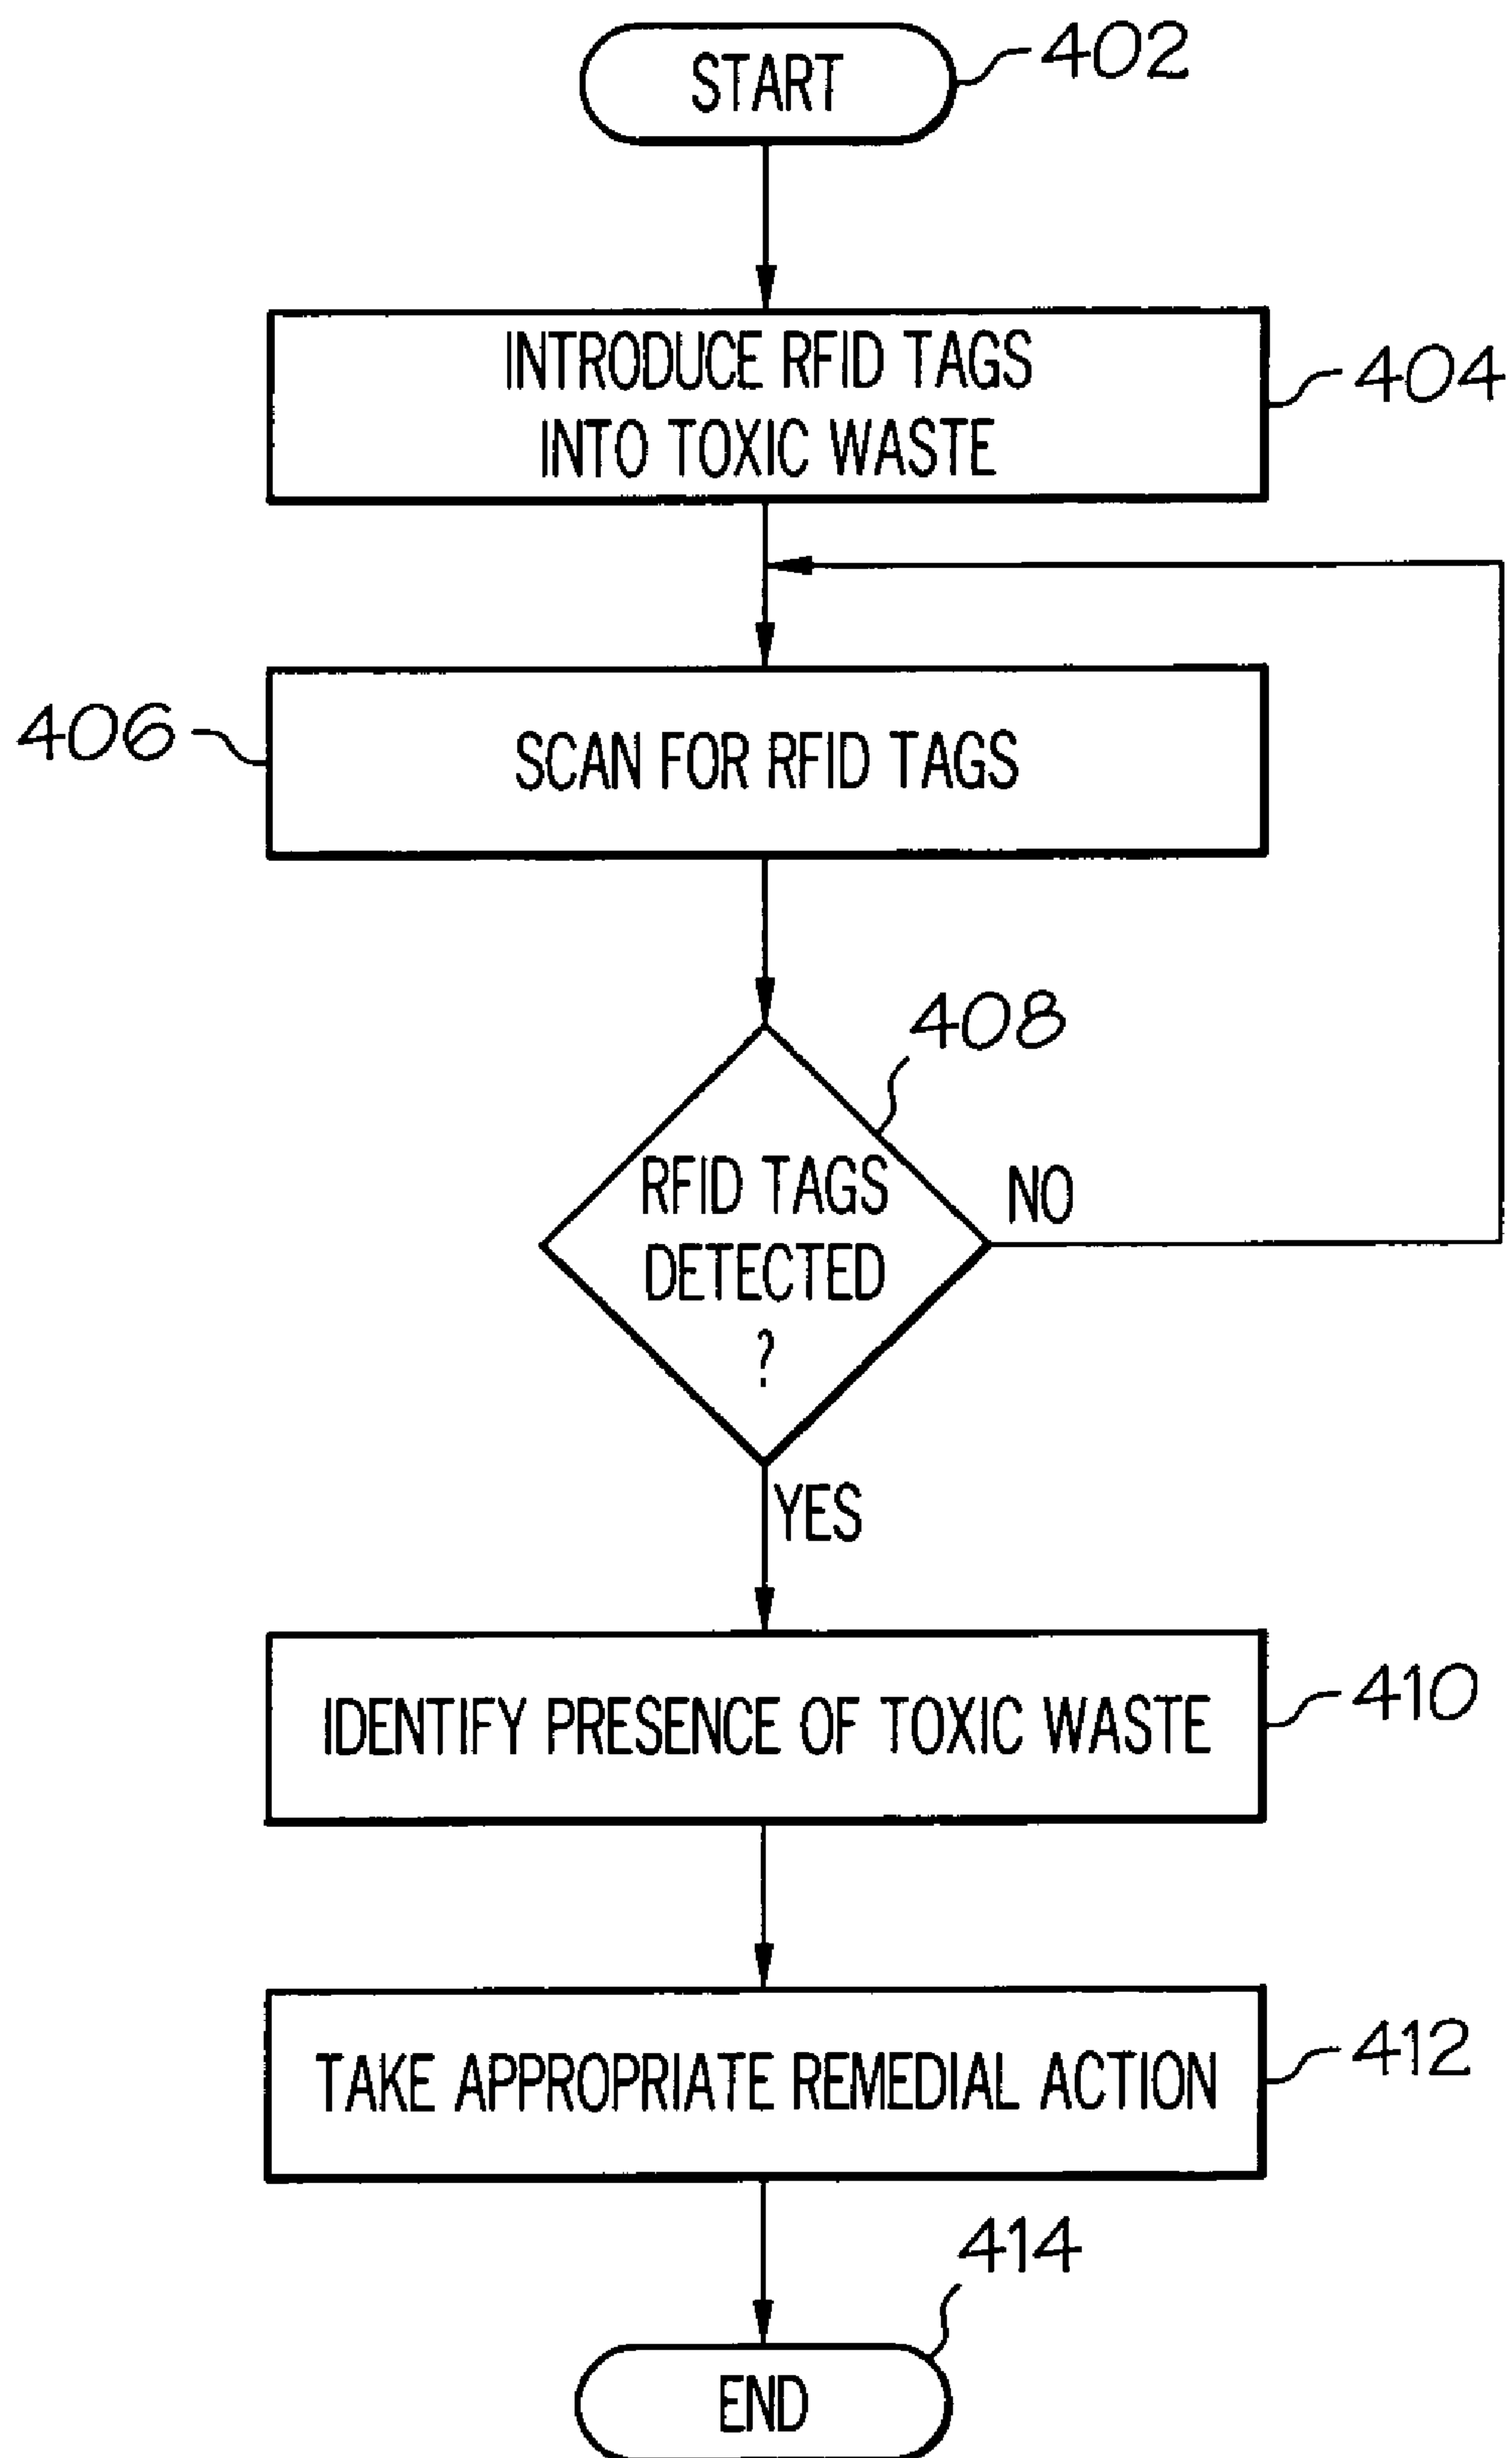 START
402
INTRODUCE RFID TAGS
INTO TOXIC WASTE
404
406
SCAN FOR RFID TAGS
408
RFID TAGS
DETECTED
?
NO
YES
IDENTIFY PRESENCE OF TOXIC WASTE
410
TAKE APPROPRIATE REMEDIAL ACTION
412
414
END